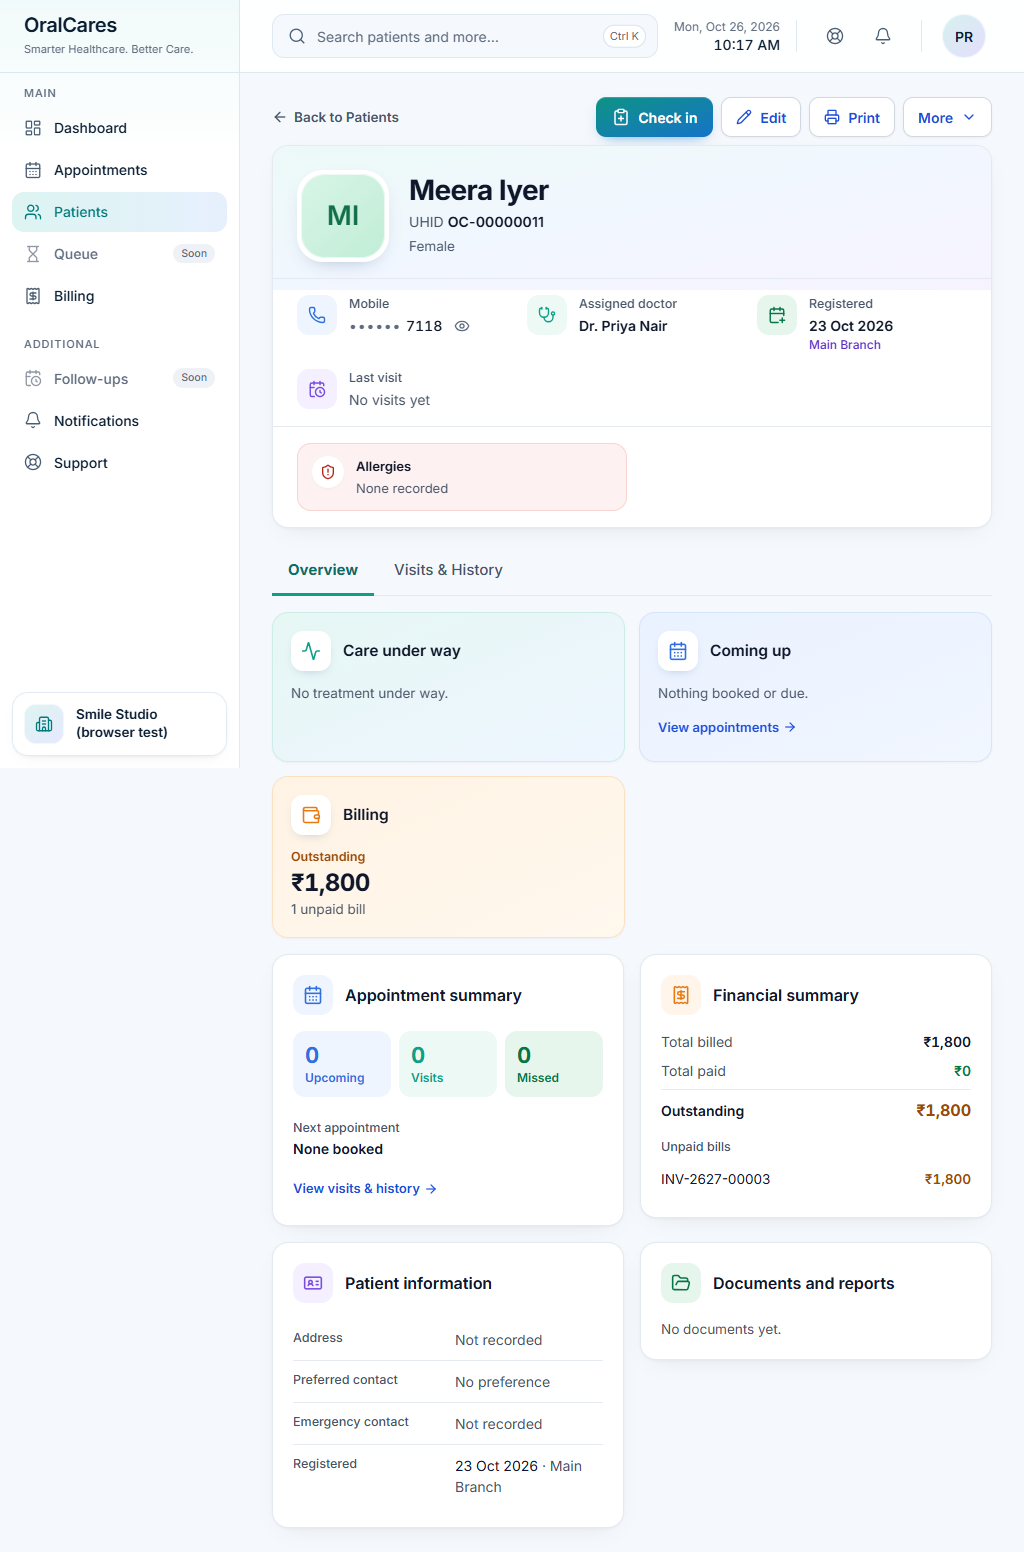 OralCares
Smarter Healthcare. Better Care.
Search patients and more...
Ctrl K
Mon, Oct 26, 2026
10:17 AM
PR
MAIN
Dashboard
Appointments
Patients
Queue
Soon
Billing
ADDITIONAL
Follow-ups
Soon
Notifications
Support
Smile Studio
(browser test)
Back to Patients
Check in
Edit
Print
More
MI
Meera Iyer
UHID OC-00000011
Female
Mobile
•••••• 7118
Assigned doctor
Dr. Priya Nair
Registered
23 Oct 2026
Main Branch
Last visit
No visits yet
Allergies
None recorded
Overview
Visits & History
Care under way
No treatment under way.
Coming up
Nothing booked or due.
View appointments →
Billing
Outstanding
₹1,800
1 unpaid bill
Appointment summary
0
Upcoming
0
Visits
0
Missed
Next appointment
None booked
View visits & history →
Financial summary
Total billed
₹1,800
Total paid
₹0
Outstanding
₹1,800
Unpaid bills
INV-2627-00003
₹1,800
Patient information
Address
Not recorded
Preferred contact
No preference
Emergency contact
Not recorded
Registered
23 Oct 2026 · Main
Branch
Documents and reports
No documents yet.